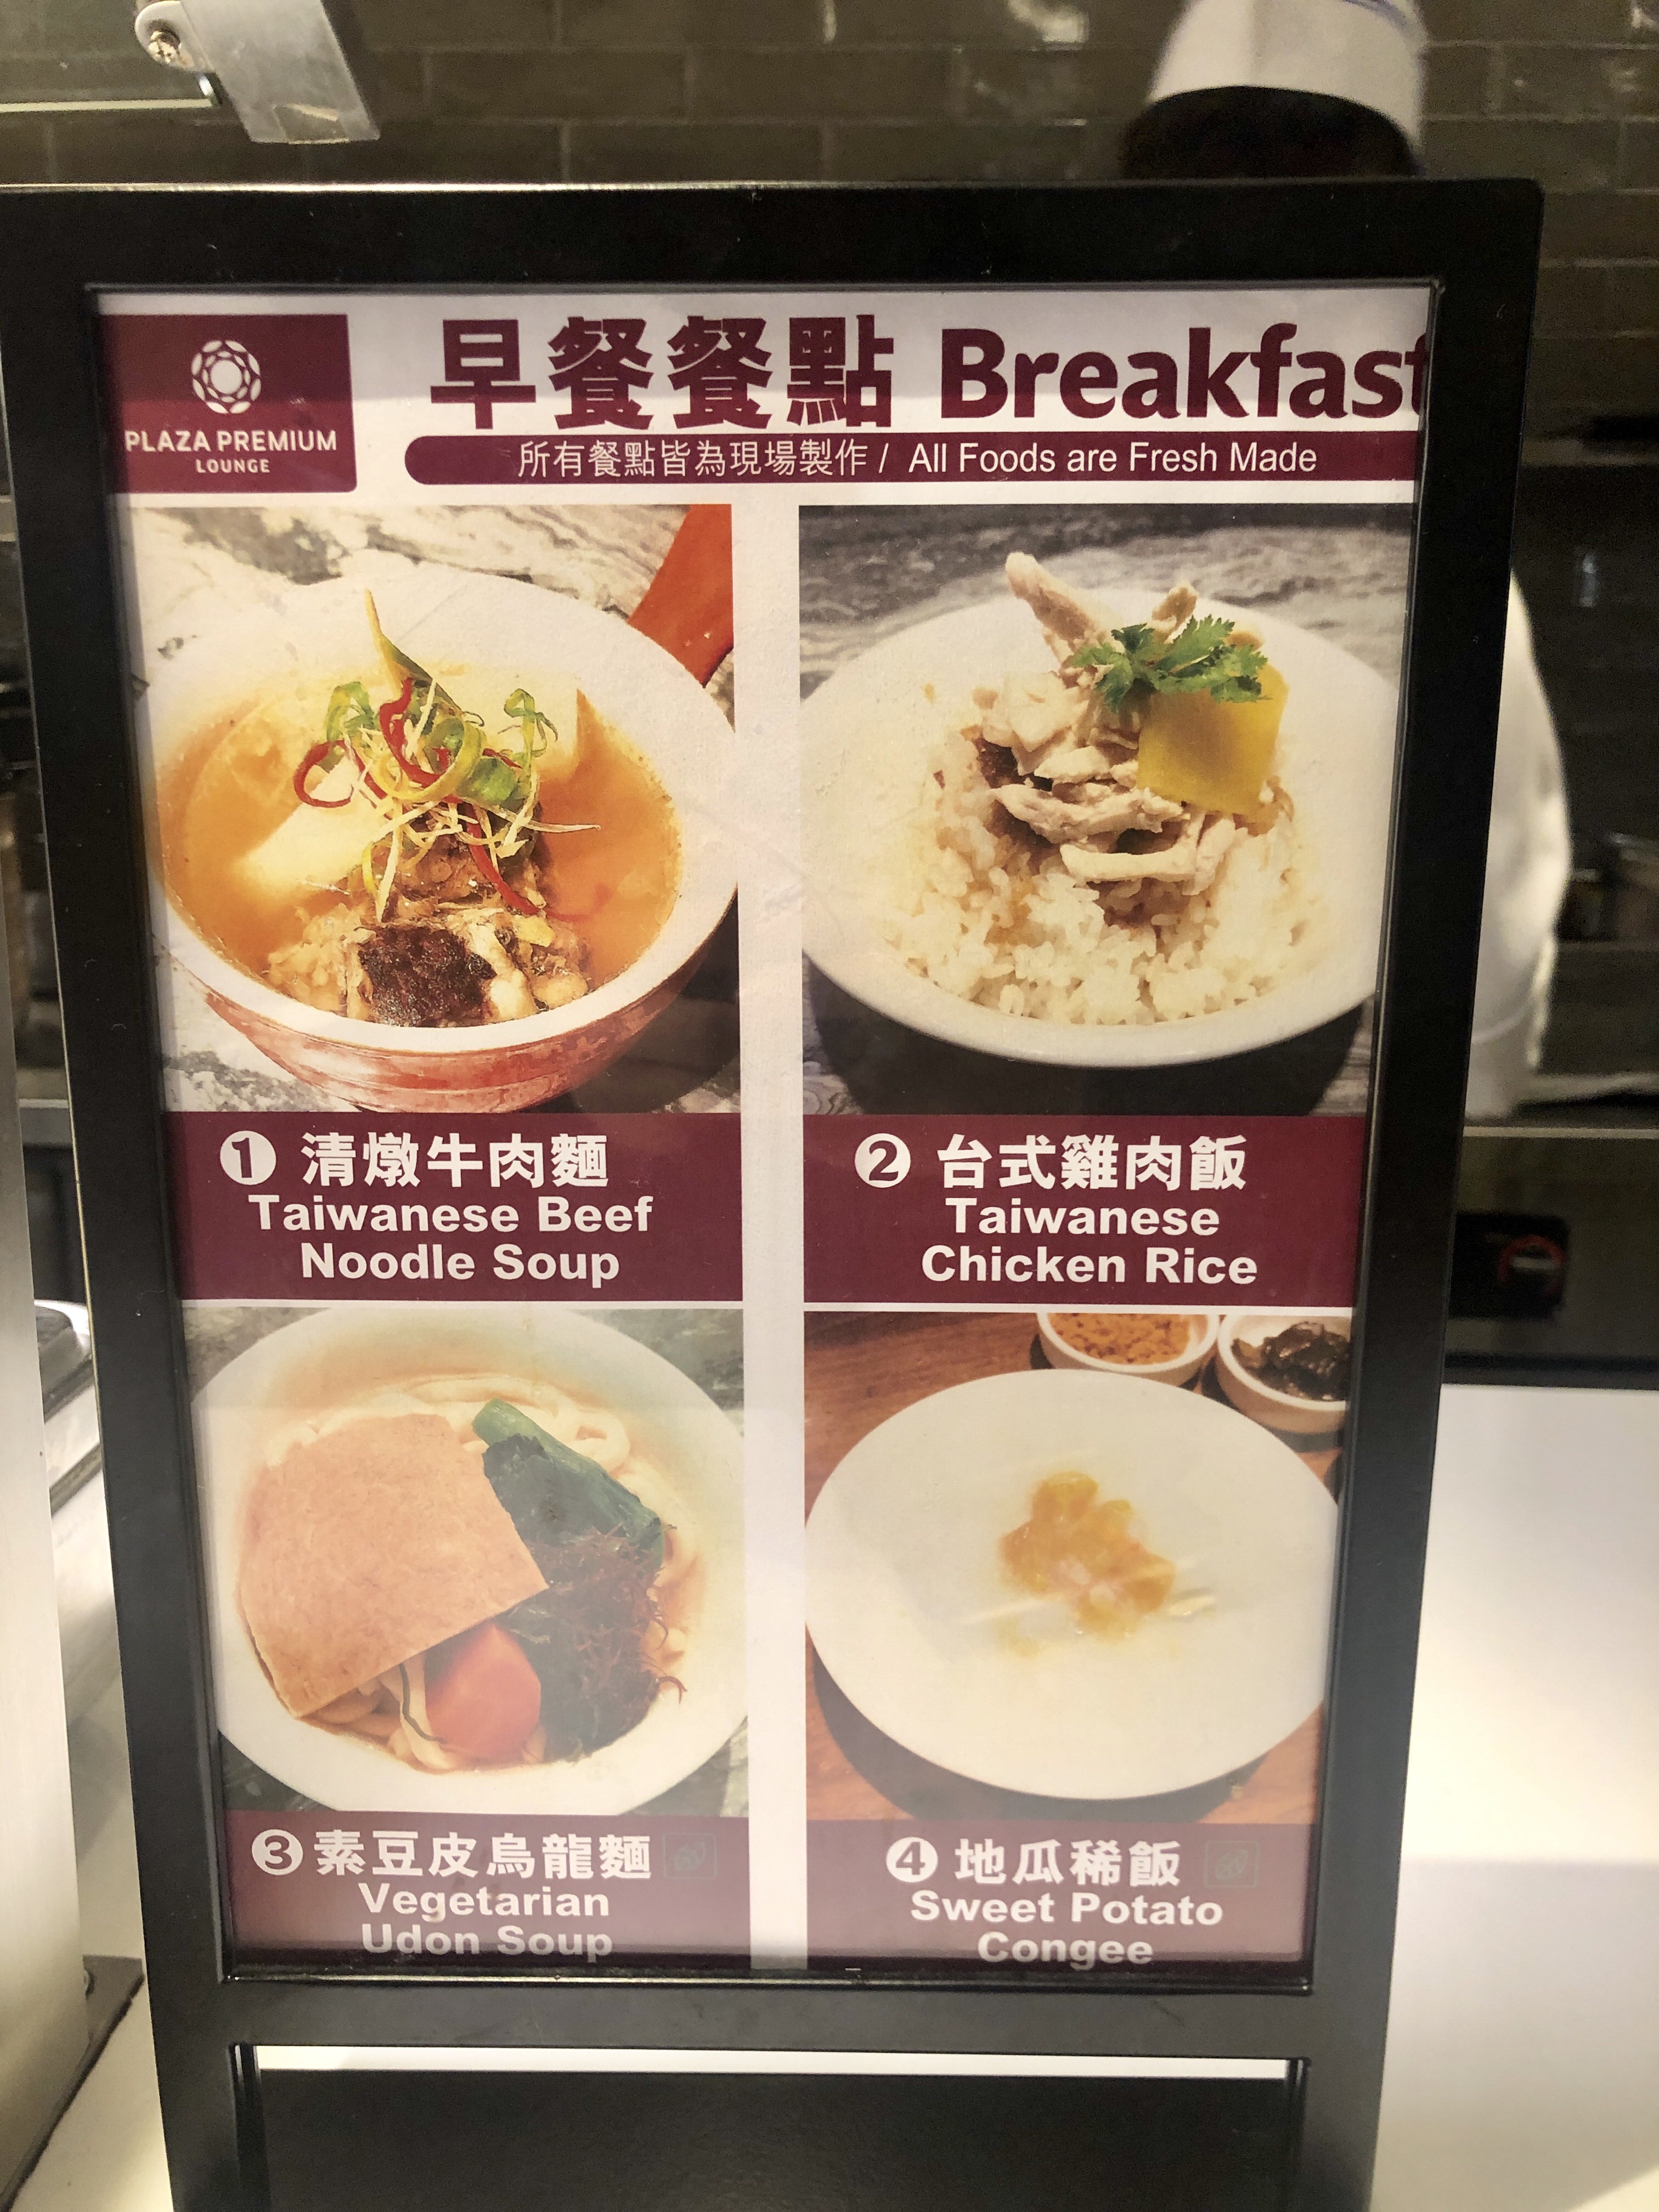 PLAZA PREMIUM
LOUNGE
早餐餐點 Breakfast
所有餐點皆為現場製作 / All Foods are Fresh Made
1 清燉牛肉麵
Taiwanese Beef
Noodle Soup
2 台式雞肉飯
Taiwanese
Chicken Rice
3 素豆皮烏龍麵
Vegetarian
Udon Soup
4 地瓜稀飯
Sweet Potato
Congee